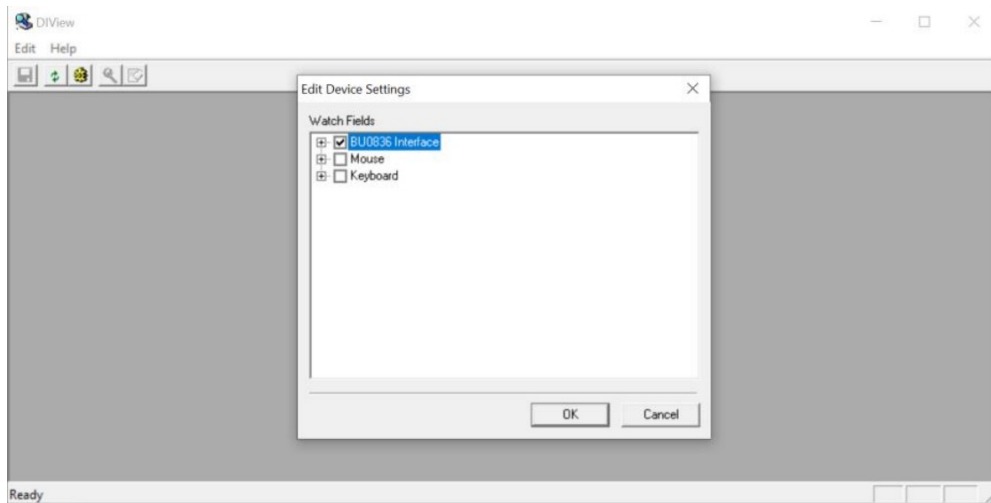 DIView
Edit Help
Edit Device Settings
Watch Fields
BU0836 Interface
Mouse
Keyboard
OK Cancel
Ready